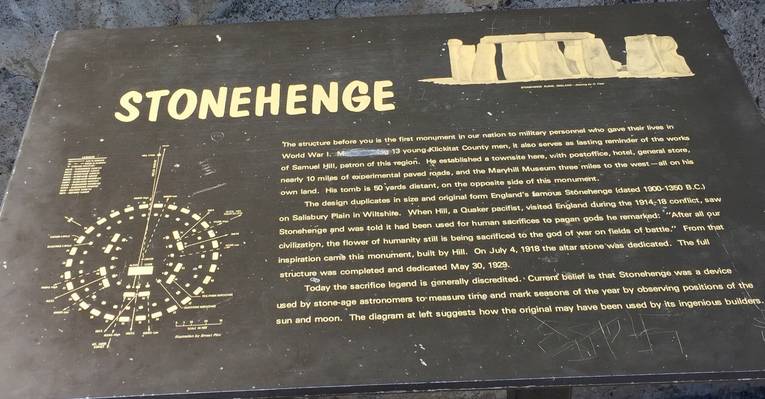 STONEHENGE
The structure before you is the first monument in our nation to military personnel who gave their lives in
World War I. 13 young Klickitat County men, it also serves as lasting reminder of the works
of Samuel Hill, patron of this region. He established a townsite here, with postoffice, hotel, general store,
nearly 10 miles of experimental paved roads, and the Maryhill Museum three miles to the west—all on his
own land. His tomb is 50 yards distant, on the opposite side of this monument.
The design duplicates in size and original form England's famous Stonehenge (dated 1900-1350 B.C.)
on Salisbury Plain in Wiltshire. When Hill, a Quaker pacifist, visited England during the 1914-18 conflict, saw
Stonehenge and was told it had been used for human sacrifices to pagan gods he remarked: "After all our
civilization, the flower of humanity still is being sacrificed to the god of war on fields of battle." From that
inspiration came this monument, built by Hill. On July 4, 1918 the altar stone was dedicated. The full
structure was completed and dedicated May 30, 1929.
Today the sacrifice legend is generally discredited. Current belief is that Stonehenge was a device
used by stone-age astronomers to measure time and mark seasons of the year by observing positions of the
sun and moon. The diagram at left suggests how the original may have been used by its ingenious builders.